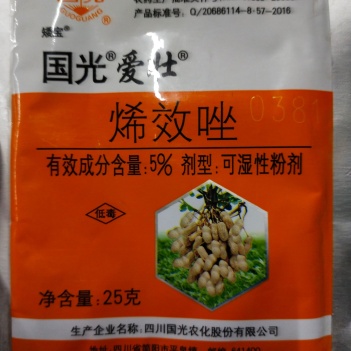 产品标准号: Q/20686114-8-57-2016
GUOGUANG®
矮宝®
国光®爱壮®
烯效唑
0381
有效成分含量:5% 剂型:可湿性粉剂
低毒
净含量:25克
生产企业名称:四川国光农化股份有限公司